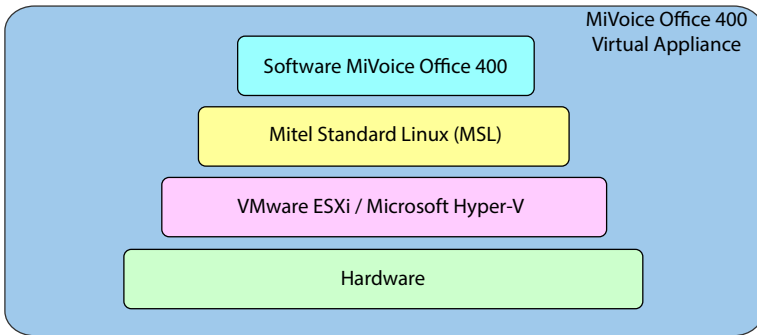 MiVoice Office 400
Virtual Appliance
Software MiVoice Office 400
Mitel Standard Linux (MSL)
VMware ESXi / Microsoft Hyper-V
Hardware